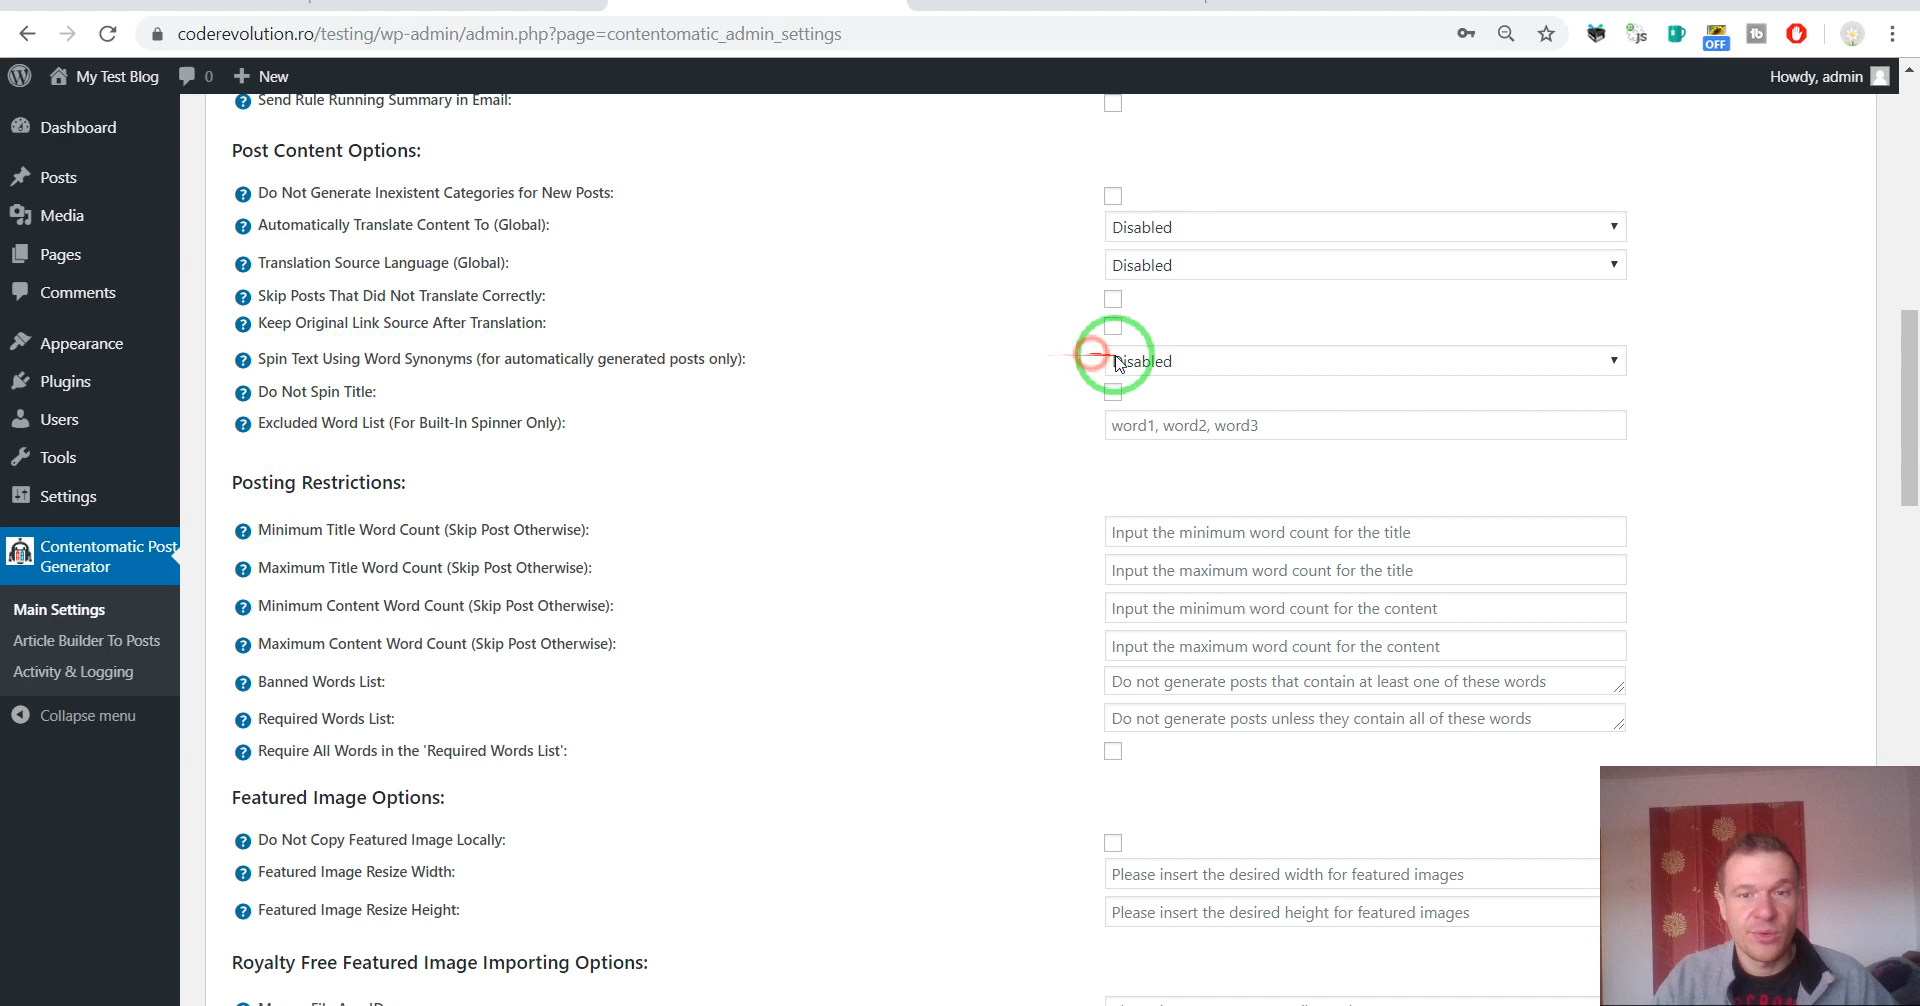 coderevolution.ro/testing/wp-admin/admin.php?page=contentomatic_admin_settings
JS
OFF
tb
My Test Blog
0
New
Howdy, admin
Dashboard
Posts
Media
Pages
Comments
Appearance
Plugins
Users
Tools
Settings
Contentomatic Post
Generator
Main Settings
Article Builder To Posts
Activity & Logging
Collapse menu
Send Rule Running Summary in Email:
Post Content Options:
Do Not Generate Inexistent Categories for New Posts:
Automatically Translate Content To (Global):
Disabled
Translation Source Language (Global):
Disabled
Skip Posts That Did Not Translate Correctly:
Keep Original Link Source After Translation:
Spin Text Using Word Synonyms (for automatically generated posts only):
Disabled
Do Not Spin Title:
Excluded Word List (For Built-In Spinner Only):
word1, word2, word3
Posting Restrictions:
Minimum Title Word Count (Skip Post Otherwise):
Input the minimum word count for the title
Maximum Title Word Count (Skip Post Otherwise):
Input the maximum word count for the title
Minimum Content Word Count (Skip Post Otherwise):
Input the minimum word count for the content
Maximum Content Word Count (Skip Post Otherwise):
Input the maximum word count for the content
Banned Words List:
Do not generate posts that contain at least one of these words
Required Words List:
Do not generate posts unless they contain all of these words
Require All Words in the 'Required Words List':
Featured Image Options:
Do Not Copy Featured Image Locally:
Featured Image Resize Width:
Please insert the desired width for featured images
Featured Image Resize Height:
Please insert the desired height for featured images
Royalty Free Featured Image Importing Options: